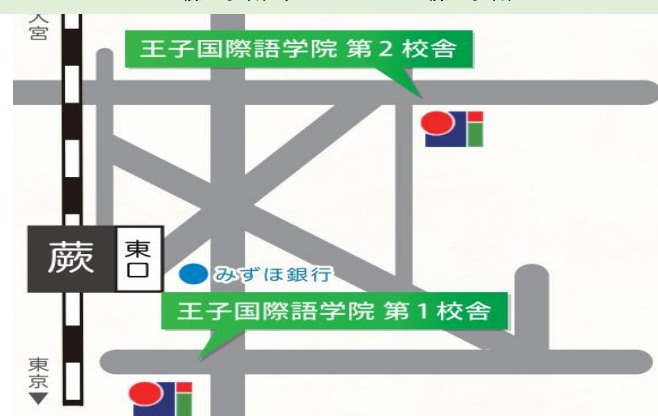 大宮
王子国際語学院 第2校舎
蕨
東口
みずほ銀行
王子国際語学院 第1校舎
東京
▼